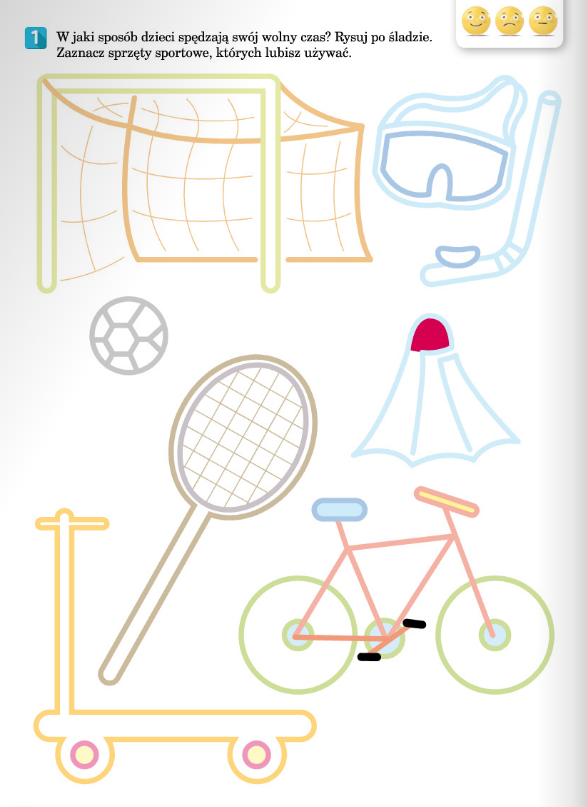 1 W jaki sposób dzieci spędzają swój wolny czas? Rysuj po śladzie.
Zaznacz sprzęty sportowe, których lubisz używać.